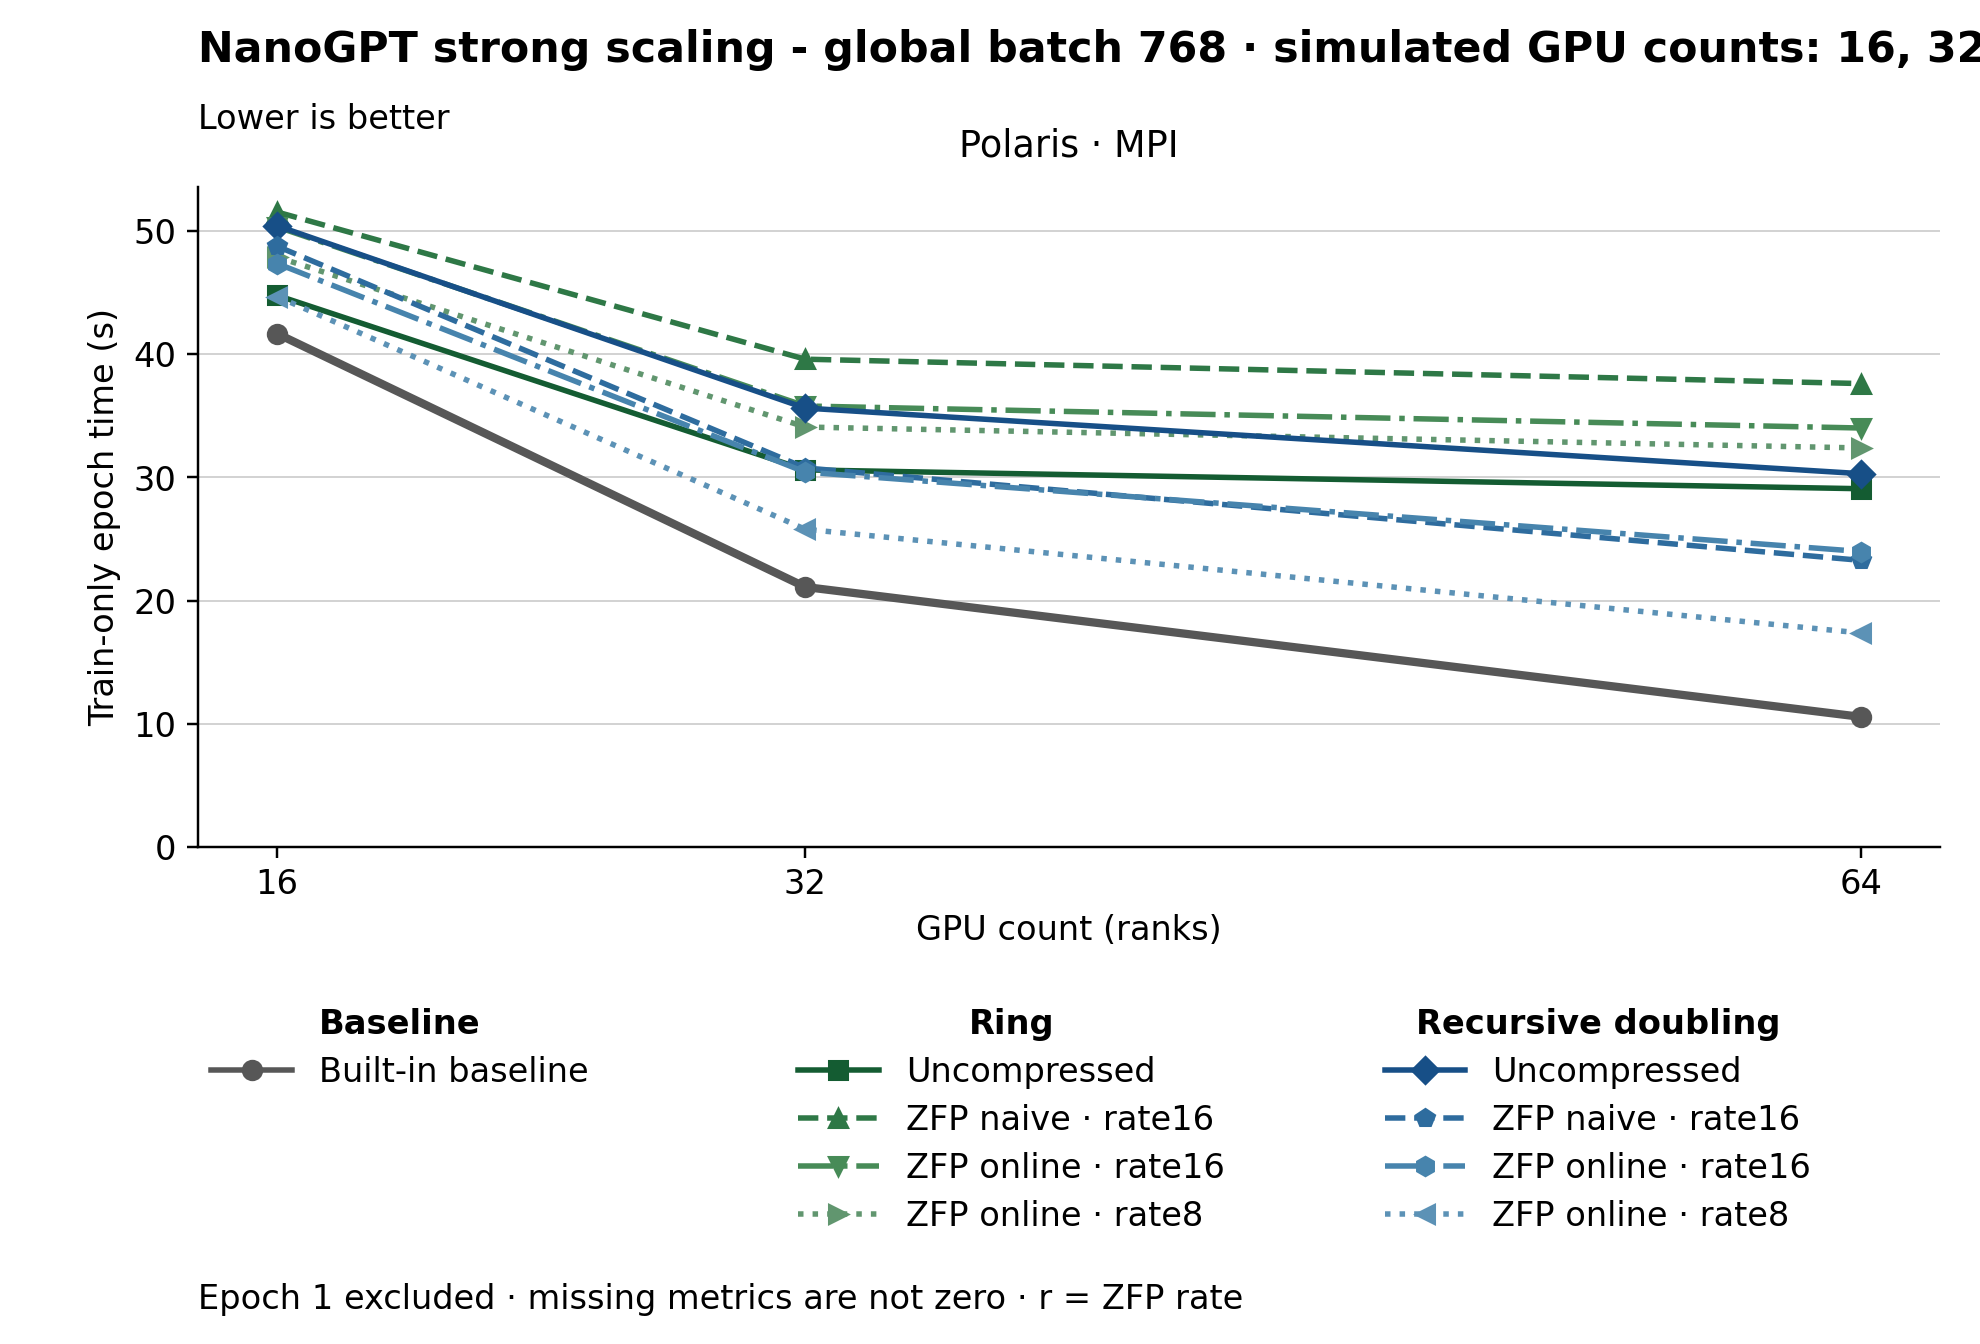 NanoGPT strong scaling - global batch 768 · simulated GPU counts: 16, 32
Lower is better
Polaris · MPI
Train-only epoch time (s)
50
40
30
20
10
0
16 32 64
GPU count (ranks)
Baseline
Built-in baseline
Ring
Uncompressed
ZFP naive · rate16
ZFP online · rate16
ZFP online · rate8
Recursive doubling
Uncompressed
ZFP naive · rate16
ZFP online · rate16
ZFP online · rate8
Epoch 1 excluded · missing metrics are not zero · r = ZFP rate